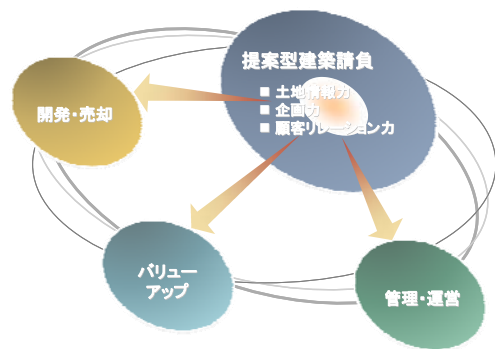 提案型建築請負
■ 土地情報力
■ 企画力
■ 顧客リレーション力
開発・売却
バリュー
アップ
管理・運営